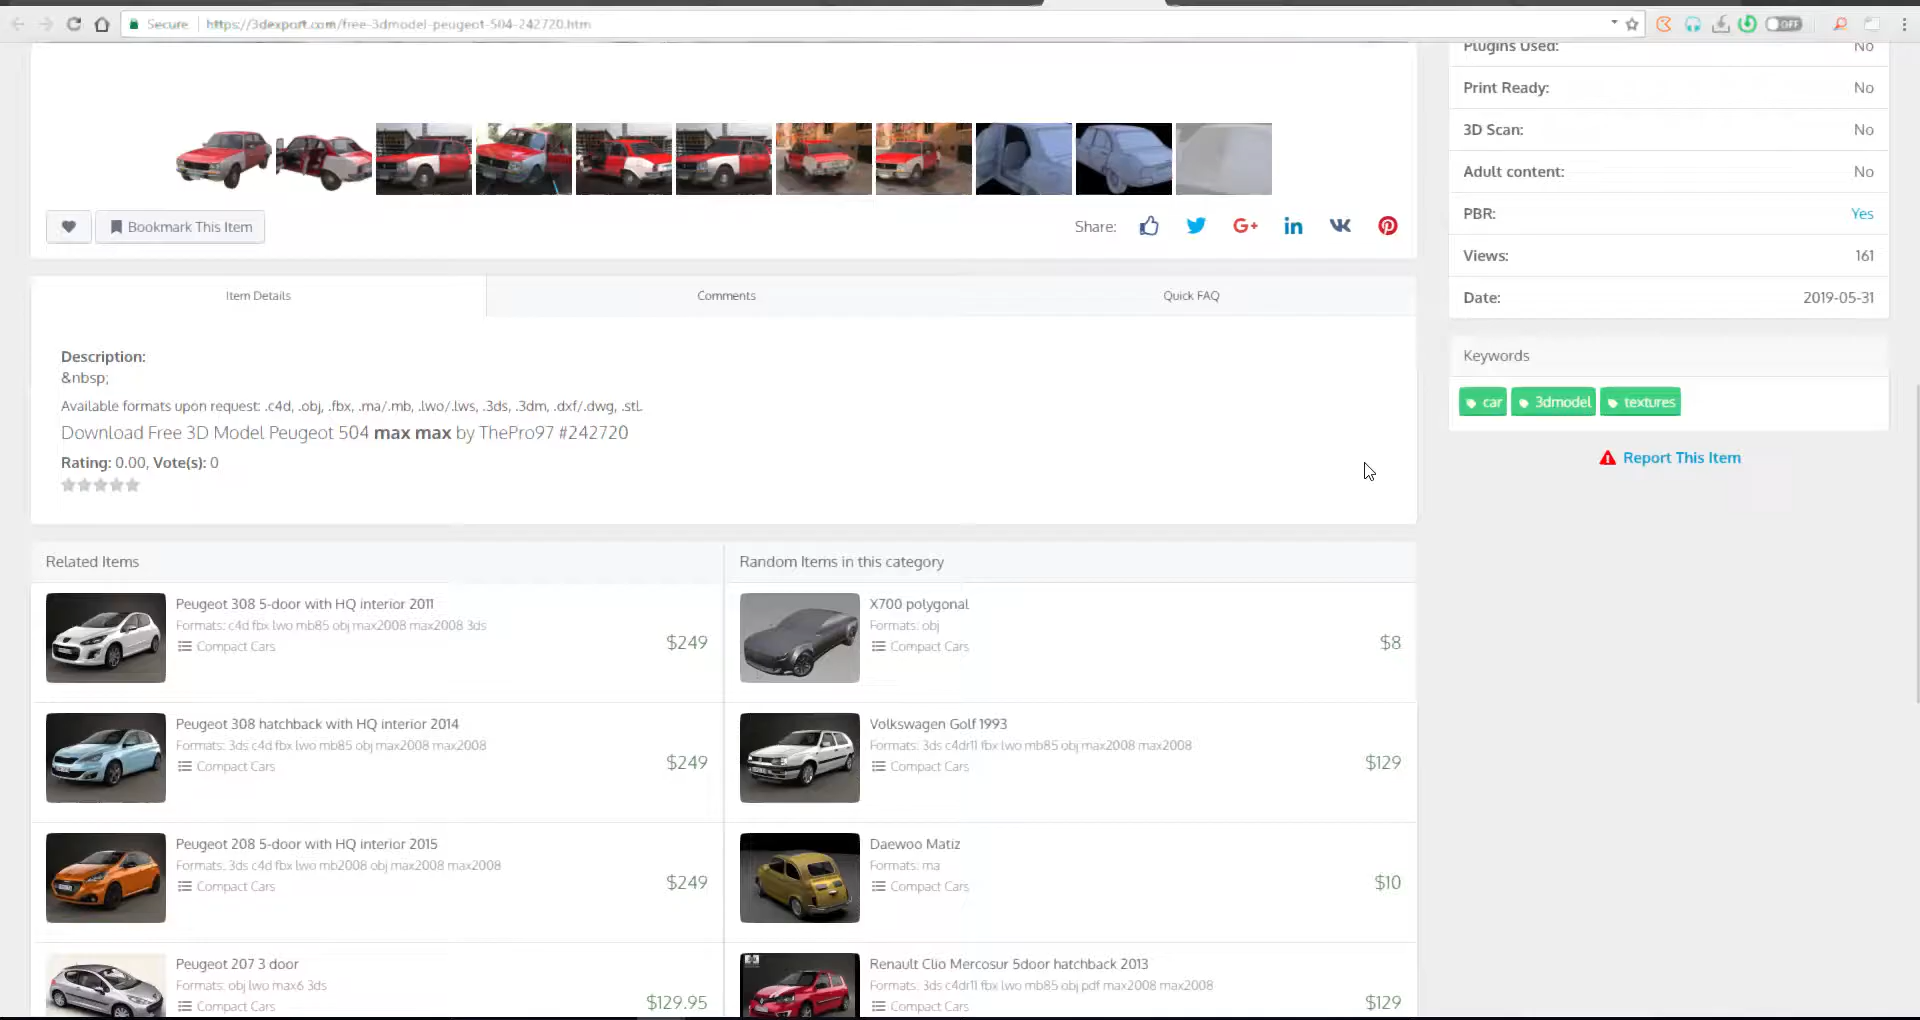 Secure
https://3dexport.com/free-3dmodel-peugeot-504-242720.htm
OFF
Bookmark This Item
Share:
G+
in
Item Details
Comments
Quick FAQ
Description:
&nbsp;
Available formats upon request: .c4d, .obj, .fbx, .ma/.mb, .lwo/.lws, .3ds, .3dm, .dxf/.dwg, .stl.
Download Free 3D Model Peugeot 504 max max by ThePro97 #242720
Rating: 0.00, Vote(s): 0
Related Items
Peugeot 308 5-door with HQ interior 2011
Formats: c4d fbx lwo mb85 obj max2008 max2008 3ds
Compact Cars
$249
Peugeot 308 hatchback with HQ interior 2014
Formats: 3ds c4d fbx lwo mb85 obj max2008 max2008
Compact Cars
$249
Peugeot 208 5-door with HQ interior 2015
Formats: 3ds c4d fbx lwo mb2008 obj max2008 max2008
Compact Cars
$249
Peugeot 207 3 door
Formats: obj lwo max6 3ds
Compact Cars
$129.95
Random Items in this category
X700 polygonal
Formats: obj
Compact Cars
$8
Volkswagen Golf 1993
Formats: 3ds c4dr11 fbx lwo mb85 obj max2008 max2008
Compact Cars
$129
Daewoo Matiz
Formats: ma
Compact Cars
$10
Renault Clio Mercosur 5door hatchback 2013
Formats: 3ds c4dr11 fbx lwo mb85 obj pdf max2008 max2008
Compact Cars
$129
Plugins Used: No
Print Ready: No
3D Scan: No
Adult content: No
PBR: Yes
Views: 161
Date: 2019-05-31
Keywords
car
3dmodel
textures
Report This Item